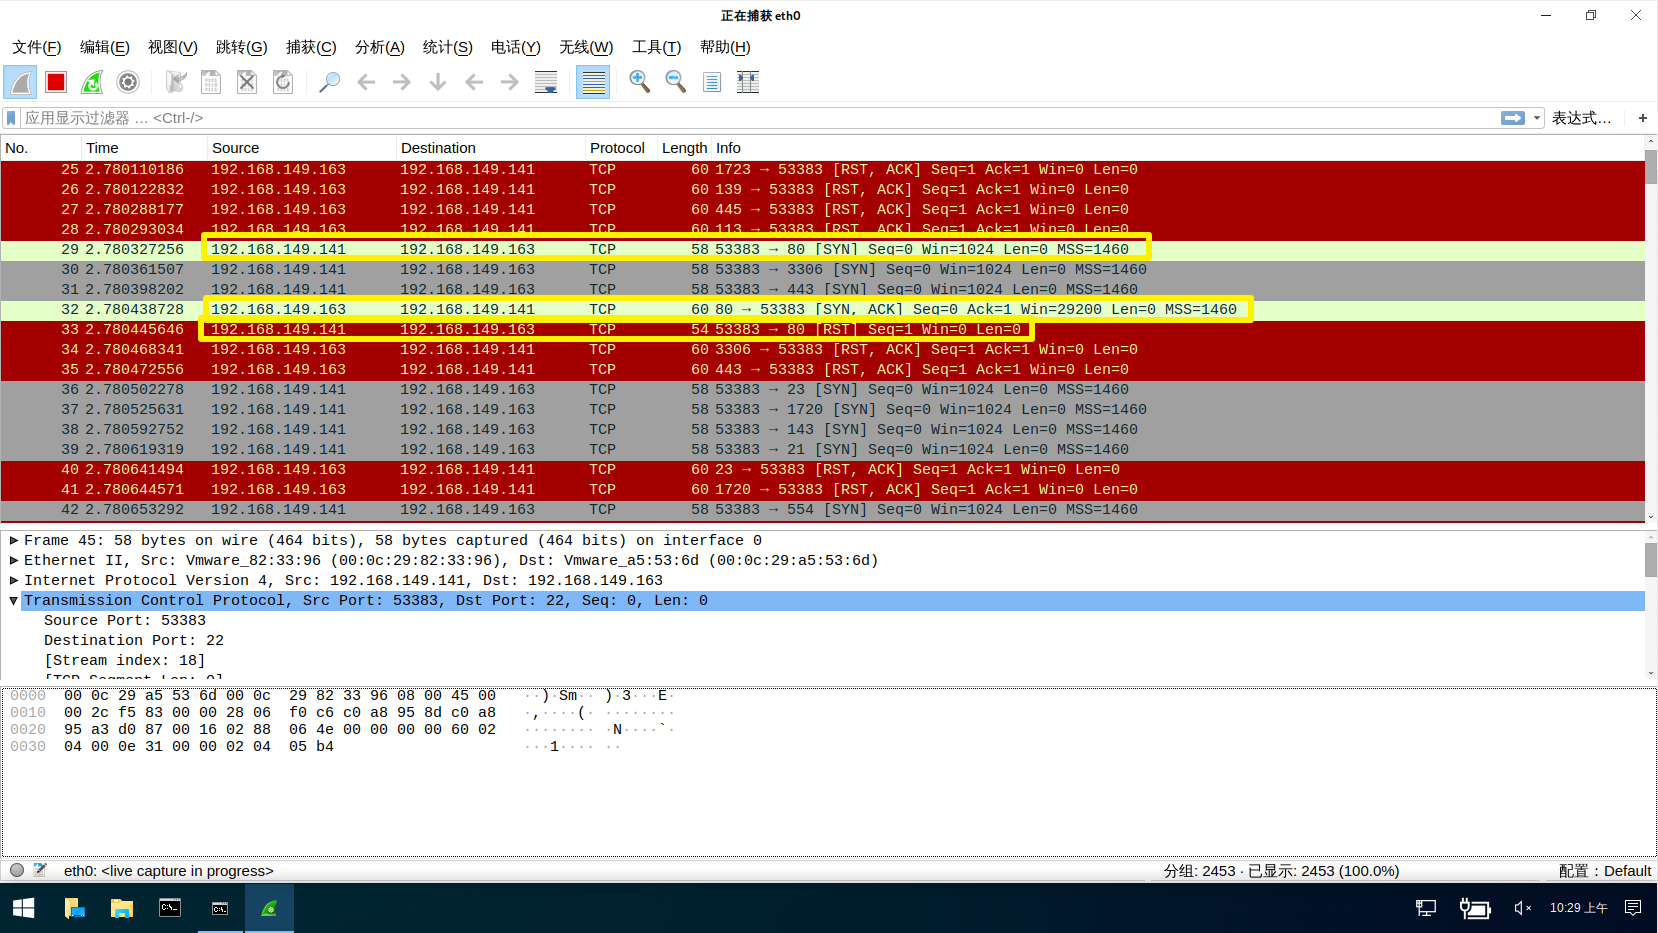 正在捕获 eth0
文件(F) 编辑(E) 视图(V) 跳转(G) 捕获(C) 分析(A) 统计(S) 电话(Y) 无线(W) 工具(T) 帮助(H)
应用显示过滤器 … <Ctrl-/> 表达式… +
No. Time Source Destination Protocol Length Info
25 2.780110186 192.168.149.163 192.168.149.141 TCP 60 1723 → 53383 [RST, ACK] Seq=1 Ack=1 Win=0 Len=0
26 2.780122832 192.168.149.163 192.168.149.141 TCP 60 139 → 53383 [RST, ACK] Seq=1 Ack=1 Win=0 Len=0
27 2.780288177 192.168.149.163 192.168.149.141 TCP 60 445 → 53383 [RST, ACK] Seq=1 Ack=1 Win=0 Len=0
28 2.780293034 192.168.149.163 192.168.149.141 TCP 60 113 → 53383 [RST, ACK] Seq=1 Ack=1 Win=0 Len=0
29 2.780327256 192.168.149.141 192.168.149.163 TCP 58 53383 → 80 [SYN] Seq=0 Win=1024 Len=0 MSS=1460
30 2.780361507 192.168.149.141 192.168.149.163 TCP 58 53383 → 3306 [SYN] Seq=0 Win=1024 Len=0 MSS=1460
31 2.780398202 192.168.149.141 192.168.149.163 TCP 58 53383 → 443 [SYN] Seq=0 Win=1024 Len=0 MSS=1460
32 2.780438728 192.168.149.163 192.168.149.141 TCP 60 80 → 53383 [SYN, ACK] Seq=0 Ack=1 Win=29200 Len=0 MSS=1460
33 2.780445646 192.168.149.141 192.168.149.163 TCP 54 53383 → 80 [RST] Seq=1 Win=0 Len=0
34 2.780468341 192.168.149.163 192.168.149.141 TCP 60 3306 → 53383 [RST, ACK] Seq=1 Ack=1 Win=0 Len=0
35 2.780472556 192.168.149.163 192.168.149.141 TCP 60 443 → 53383 [RST, ACK] Seq=1 Ack=1 Win=0 Len=0
36 2.780502278 192.168.149.141 192.168.149.163 TCP 58 53383 → 23 [SYN] Seq=0 Win=1024 Len=0 MSS=1460
37 2.780525631 192.168.149.141 192.168.149.163 TCP 58 53383 → 1720 [SYN] Seq=0 Win=1024 Len=0 MSS=1460
38 2.780592752 192.168.149.141 192.168.149.163 TCP 58 53383 → 143 [SYN] Seq=0 Win=1024 Len=0 MSS=1460
39 2.780619319 192.168.149.141 192.168.149.163 TCP 58 53383 → 21 [SYN] Seq=0 Win=1024 Len=0 MSS=1460
40 2.780641494 192.168.149.163 192.168.149.141 TCP 60 23 → 53383 [RST, ACK] Seq=1 Ack=1 Win=0 Len=0
41 2.780644571 192.168.149.163 192.168.149.141 TCP 60 1720 → 53383 [RST, ACK] Seq=1 Ack=1 Win=0 Len=0
42 2.780653292 192.168.149.141 192.168.149.163 TCP 58 53383 → 554 [SYN] Seq=0 Win=1024 Len=0 MSS=1460
Frame 45: 58 bytes on wire (464 bits), 58 bytes captured (464 bits) on interface 0
Ethernet II, Src: Vmware_82:33:96 (00:0c:29:82:33:96), Dst: Vmware_a5:53:6d (00:0c:29:a5:53:6d)
Internet Protocol Version 4, Src: 192.168.149.141, Dst: 192.168.149.163
Transmission Control Protocol, Src Port: 53383, Dst Port: 22, Seq: 0, Len: 0
Source Port: 53383
Destination Port: 22
[Stream index: 18]
[TCP Segment Len: 0]
0000 00 0c 29 a5 53 6d 00 0c 29 82 33 96 08 00 45 00 ··)·Sm·· )·3···E·
0010 00 2c f5 83 00 00 28 06 f0 c6 c0 a8 95 8d c0 a8 ·,····(· ········
0020 95 a3 d0 87 00 16 02 88 06 4e 00 00 00 00 60 02 ········ ·N····`·
0030 04 00 0e 31 00 00 02 04 05 b4 ···1···· ··
eth0: <live capture in progress> 分组: 2453 · 已显示: 2453 (100.0%) 配置：Default
10:29 上午